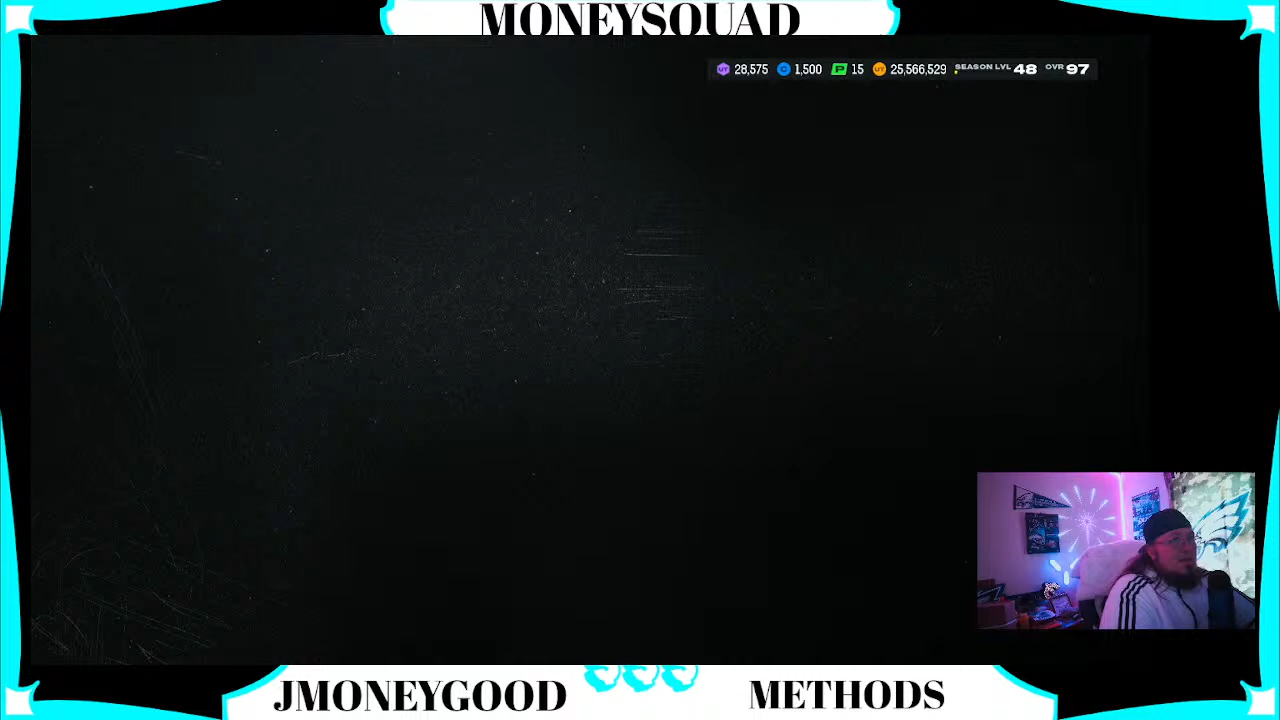 MONEYSQUAD
28,575 1,500 15 25,566,529 SEASON LVL 48 OVR 97
JMONEYGOOD METHODS